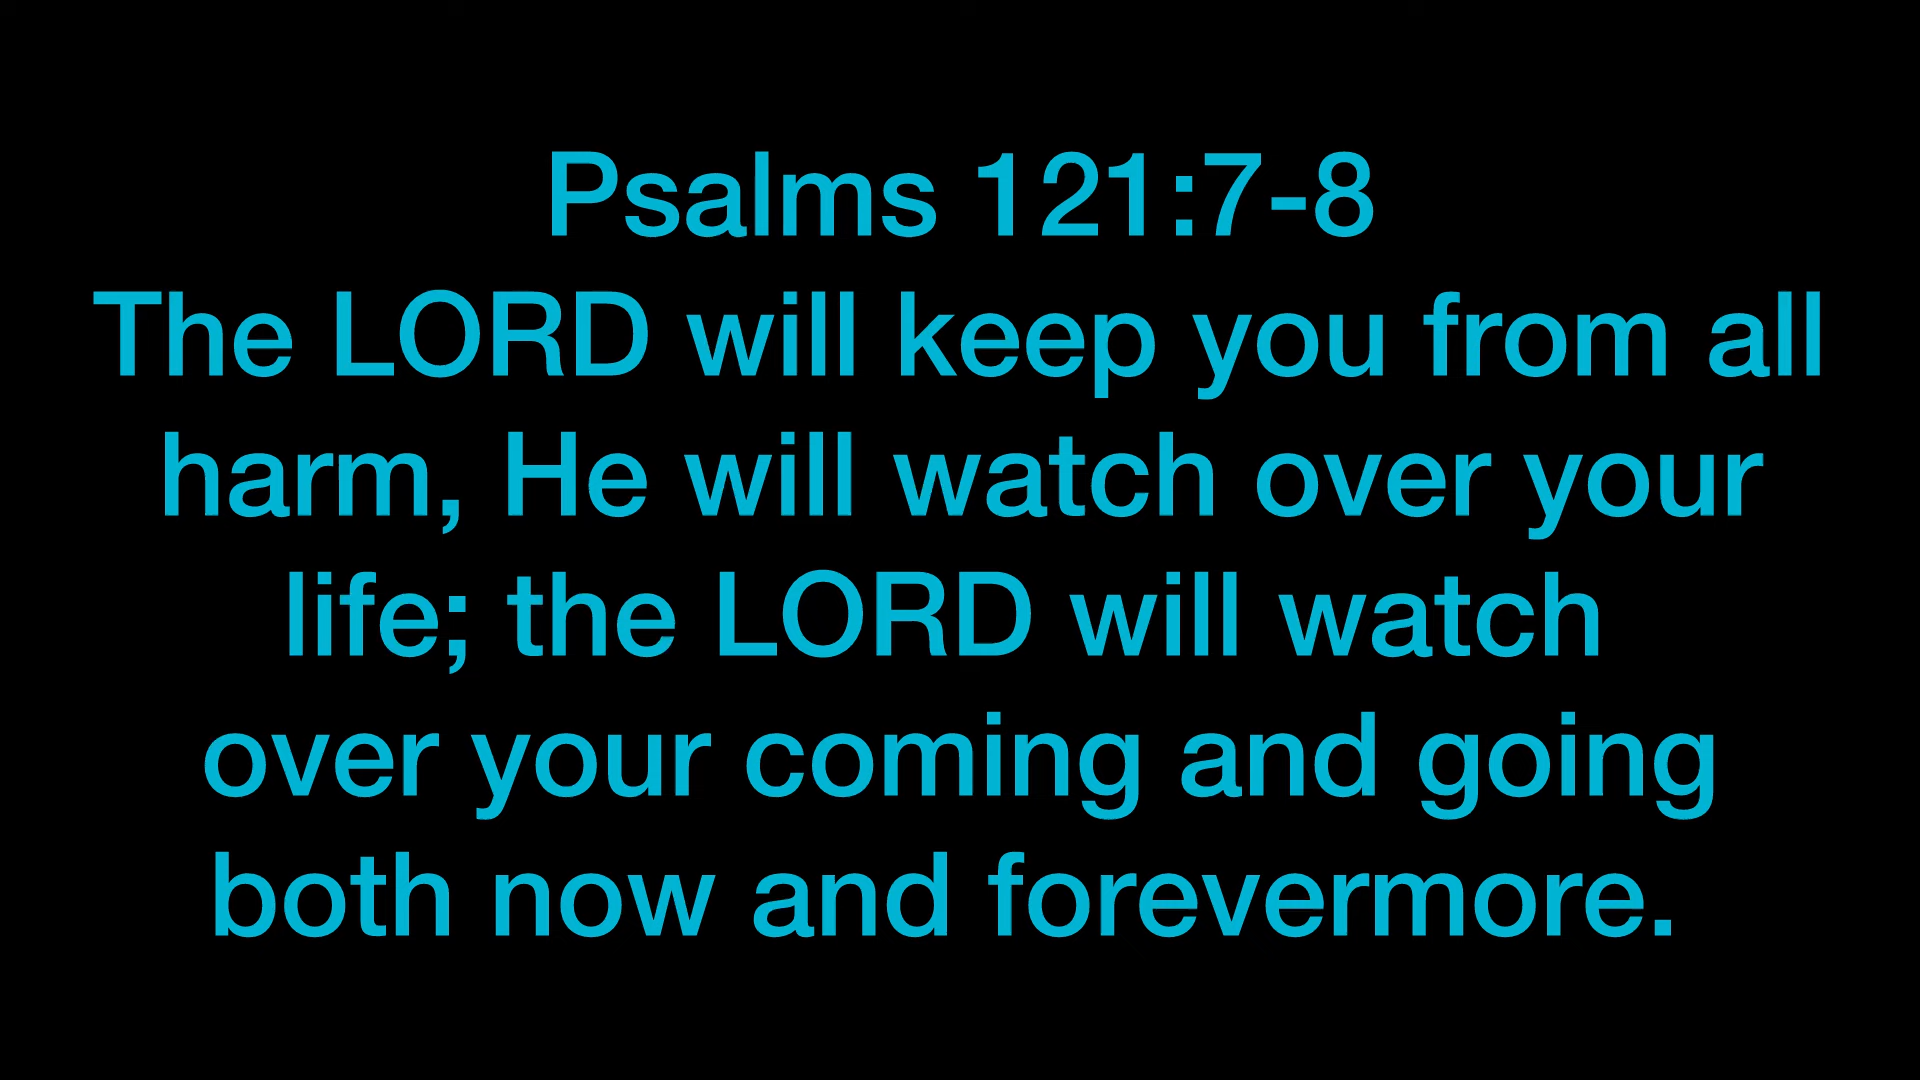 Psalms 121:7-8
The LORD will keep you from all
harm, He will watch over your
life; the LORD will watch
over your coming and going
both now and forevermore.